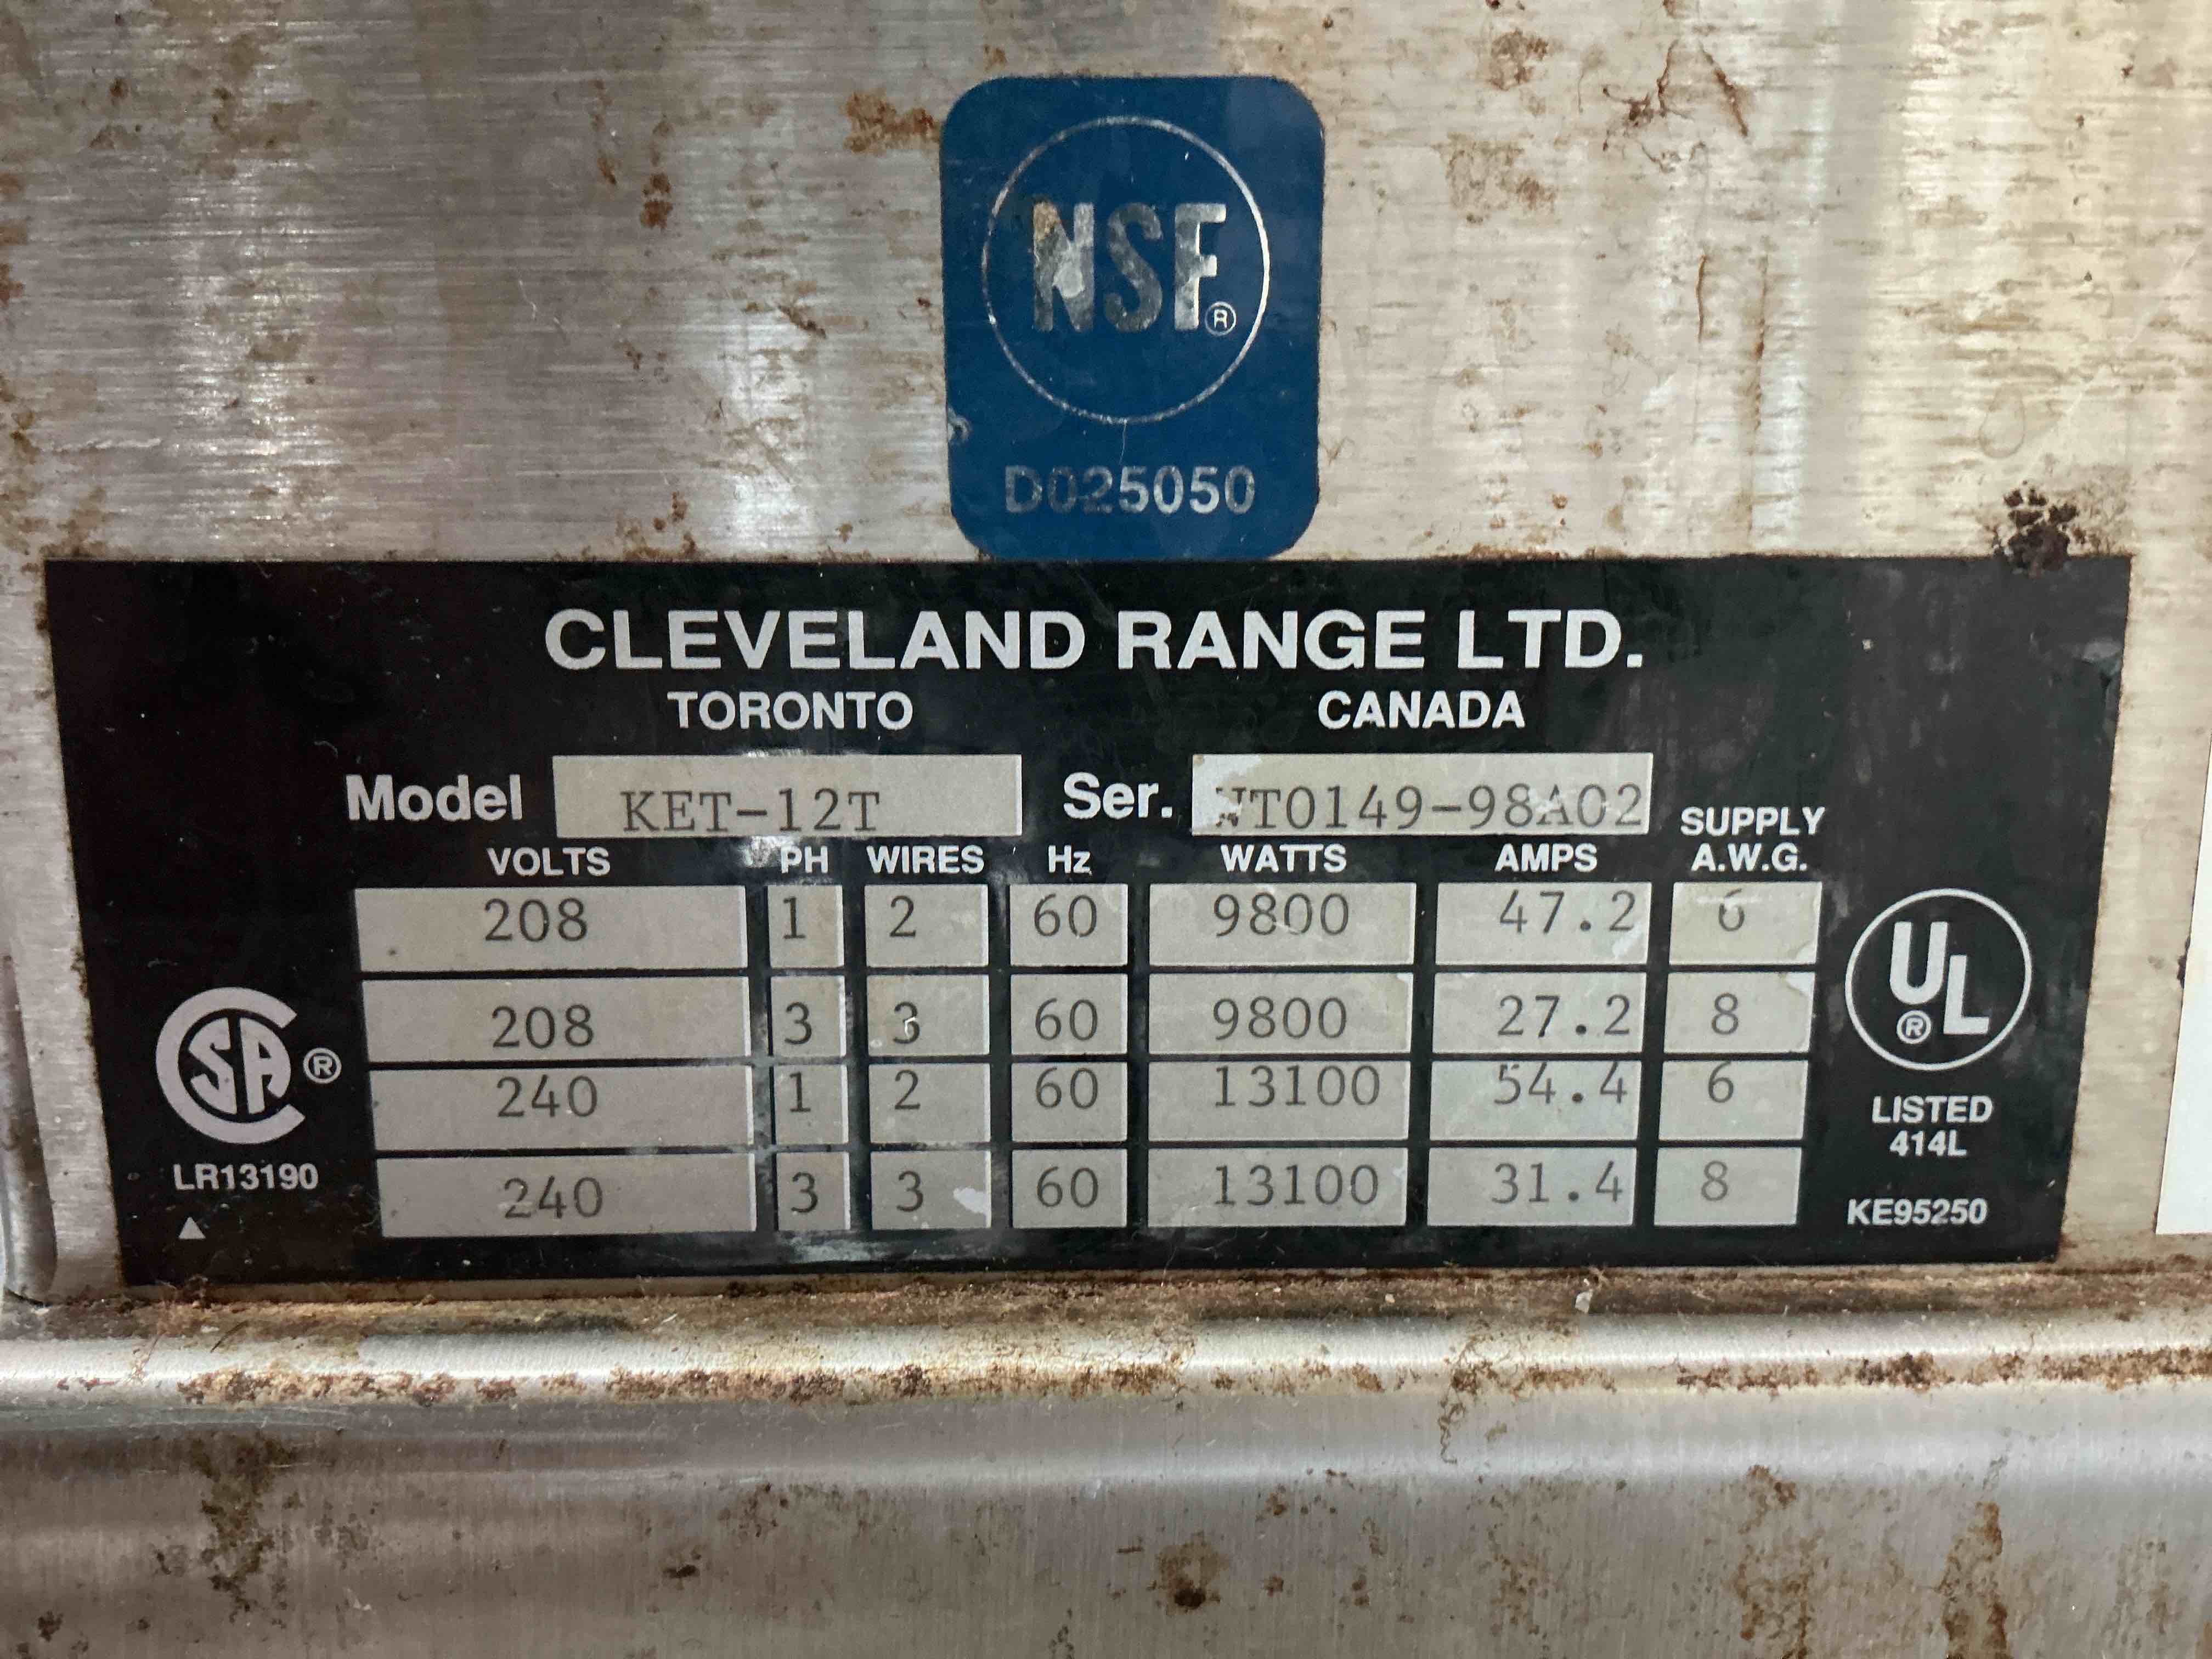 NSF®
D025050
CLEVELAND RANGE LTD.
TORONTO CANADA
Model KET-12T Ser. WT0149-98A02
VOLTS PH WIRES Hz WATTS AMPS SUPPLY A.W.G.
208 1 2 60 9800 47.2 6
208 3 3 60 9800 27.2 8
240 1 2 60 13100 54.4 6
240 3 3 60 13100 31.4 8
CSA®
LR13190
UL®
LISTED
414L
KE95250